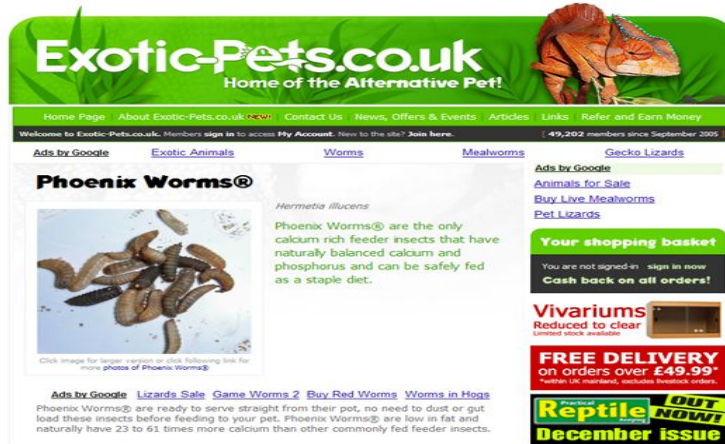 Exotic-Pets.co.uk
Home of the Alternative Pet!
Home Page About Exotic-Pets.co.uk NEW! Contact Us News, Offers & Events Articles Links Refer and Earn Money
Welcome to Exotic-Pets.co.uk. Members sign in to access My Account. New to the site? Join here. [ 49,202 members since September 2005 ]
Ads by Google Exotic Animals Worms Mealworms Gecko Lizards
Phoenix Worms®
Hermetia illucens
Phoenix Worms® are the only
calcium rich feeder insects that have
naturally balanced calcium and
phosphorus and can be safely fed
as a staple diet.
Click image for larger version or click following link for
more photos of Phoenix Worms®
Ads by Google Lizards Sale Game Worms 2 Buy Red Worms Worms in Hogs
Phoenix Worms® are ready to serve straight from their pot, no need to dust or gut
load these insects before feeding to your pet. Phoenix Worms® are low in fat and
naturally have 23 to 61 times more calcium than other commonly fed feeder insects.
Ads by Google
Animals for Sale
Buy Live Mealworms
Pet Lizards
Your shopping basket
You are not signed-in sign in now
Cash back on all orders!
Vivariums
Reduced to clear
Limited stock available
FREE DELIVERY
on orders over £49.99*
*within UK mainland, excludes livestock orders.
Practical
Reptile
Keeping
OUT
NOW!
December issue